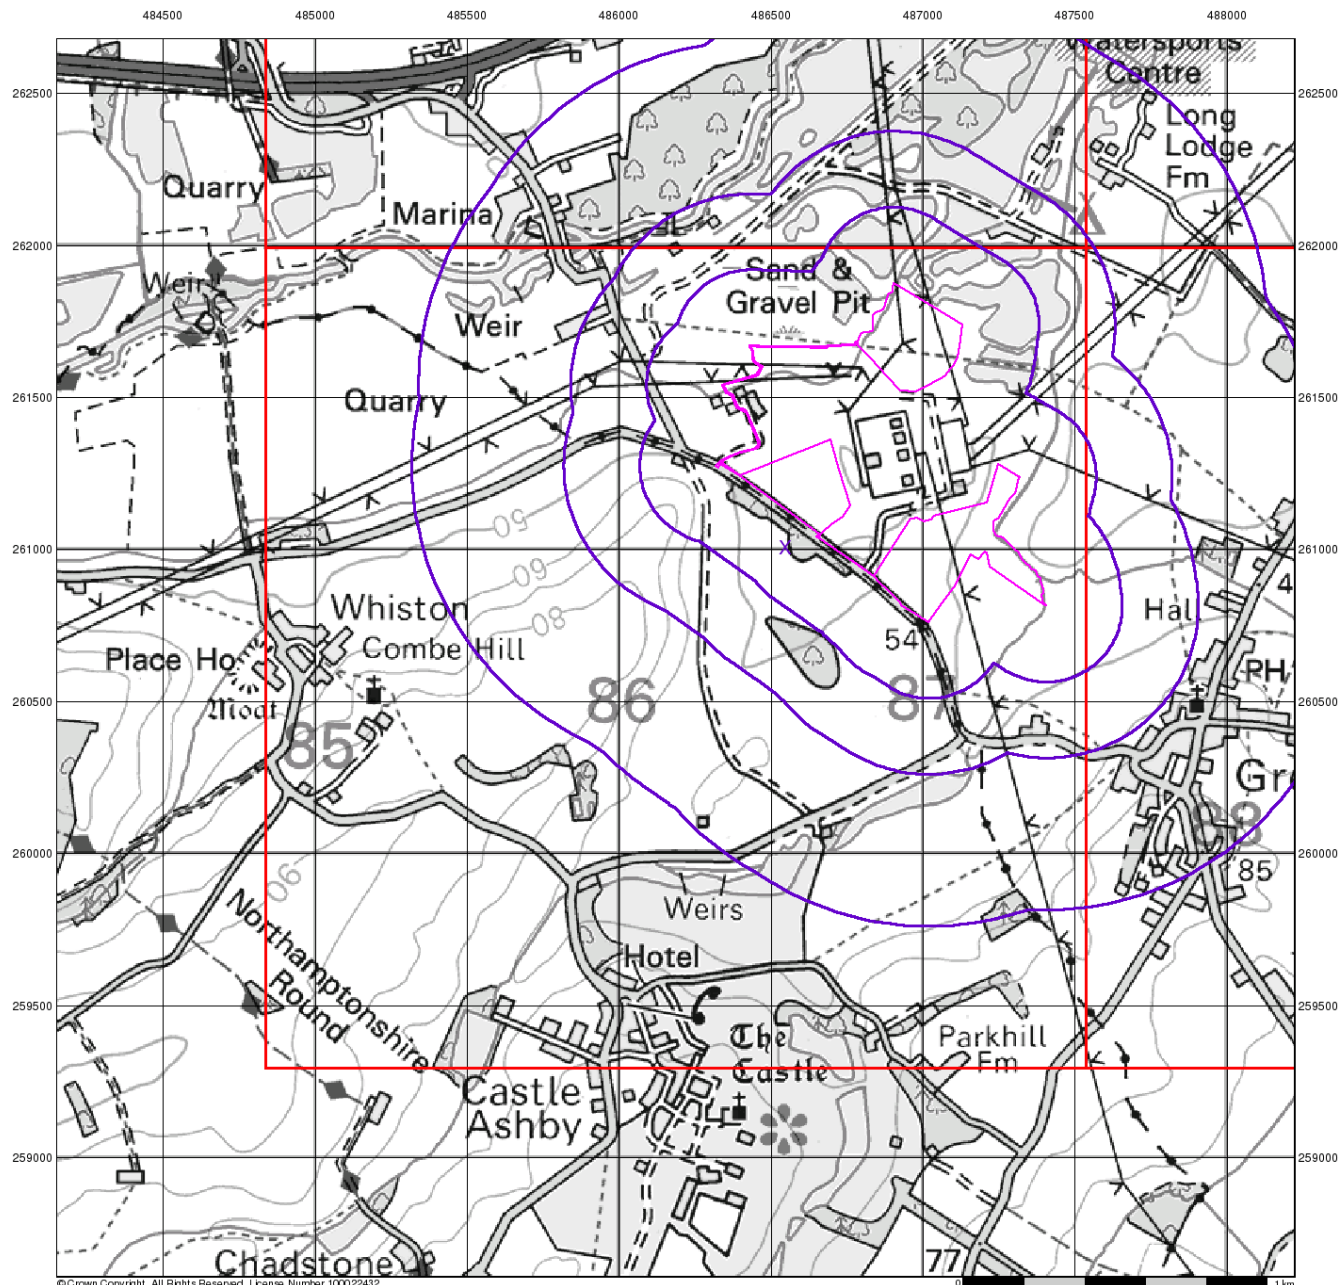 484500 485000 485500 486000 486500 487000 487500 488000
Watersports
Centre
262500 262500
Long
Lodge
Fm
Quarry
Marina
262000 262000
Sand &
Gravel Pit
Weir
Weir
261500 261500
Quarry
50
261000 261000
60
80
X
4
Whiston
Hall
Combe Hill
54
Place Ho
PH
Moat
260500 260500
86
87
85
Gr
88
260000 260000
85
90
Weirs
Northamptonshire
Round
Hotel
259500 259500
The
Castle
Parkhill
Fm
Castle
Ashby
259000 259000
Chadstone
77
© Crown Copyright. All Rights Reserved. License Number 100022432
0 1 km